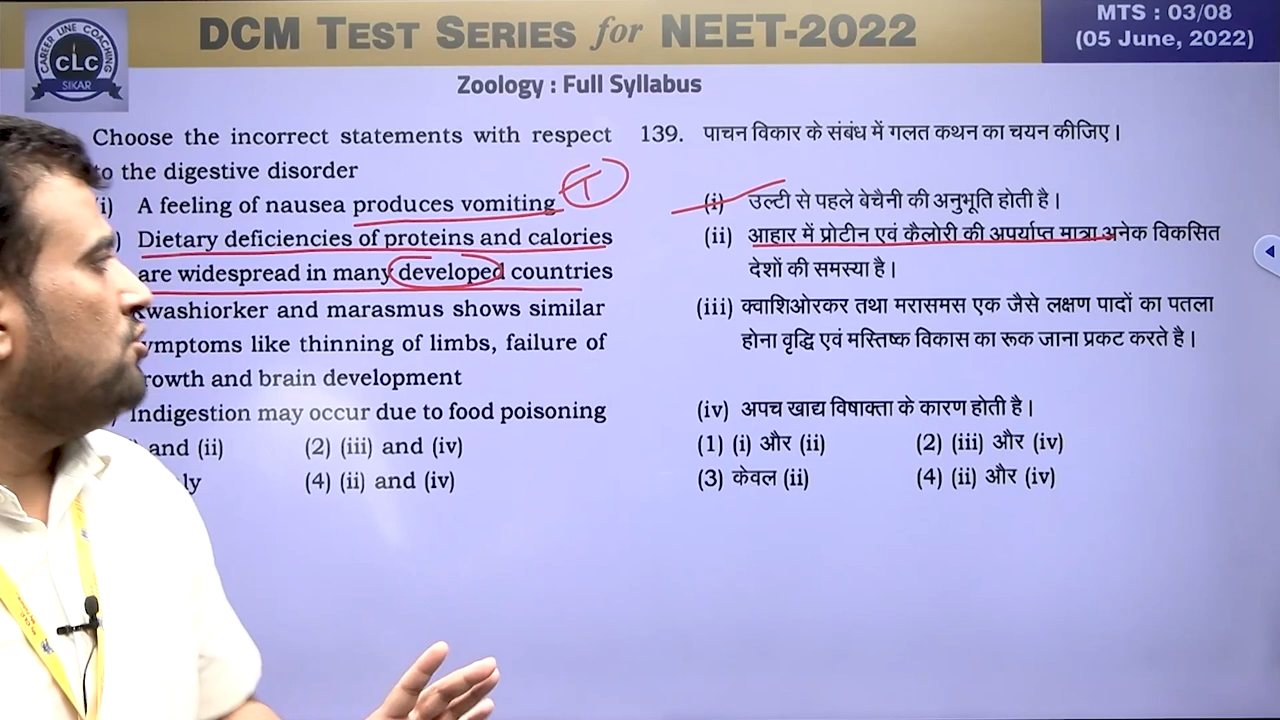 DCM TEST SERIES for NEET-2022
MTS : 03/08
(05 June, 2022)
CAREER LINE COACHING
CLC
SIKAR
Zoology : Full Syllabus
Choose the incorrect statements with respect
to the digestive disorder
i) A feeling of nausea produces vomiting
T
) Dietary deficiencies of proteins and calories
are widespread in many developed countries
kwashiorker and marasmus shows similar
ymptoms like thinning of limbs, failure of
rowth and brain development
) Indigestion may occur due to food poisoning
and (ii) (2) (iii) and (iv)
ly (4) (ii) and (iv)
139. पाचन विकार के संबंध में गलत कथन का चयन कीजिए।
(i) उल्टी से पहले बेचैनी की अनुभूति होती है।
(ii) आहार में प्रोटीन एवं कैलोरी की अपर्याप्त मात्रा अनेक विकसित
देशों की समस्या है।
(iii) क्वाशिओरकर तथा मरासमस एक जैसे लक्षण पादों का पतला
होना वृद्धि एवं मस्तिष्क विकास का रूक जाना प्रकट करते है।
(iv) अपच खाद्य विषाक्ता के कारण होती है।
(1) (i) और (ii) (2) (iii) और (iv)
(3) केवल (ii) (4) (ii) और (iv)